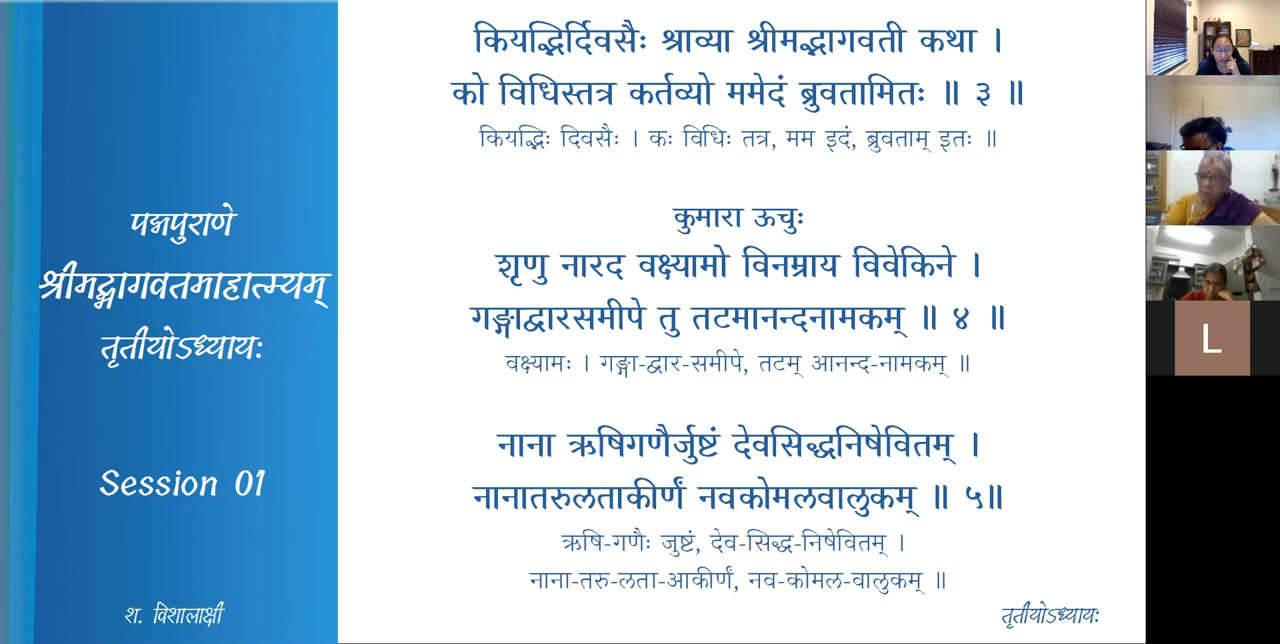 पद्मपुराणे
श्रीमद्भागवतमाहात्म्यम्
तृतीयोऽध्यायः
Session 01
श. विशालाक्षी
कियद्भिर्दिवसैः श्राव्या श्रीमद्भागवती कथा ।
को विधिस्तत्र कर्तव्यो ममेदं ब्रुवतामितः ॥ ३ ॥
कियद्भिः दिवसैः । कः विधिः तत्र, मम इदं, ब्रुवताम् इतः ॥
कुमारा ऊचुः
शृणु नारद वक्ष्यामो विनम्राय विवेकिने ।
गङ्गाद्वारसमीपे तु तटमानन्दनामकम् ॥ ४ ॥
वक्ष्यामः । गङ्गा-द्वार-समीपे, तटम् आनन्द-नामकम् ॥
नाना ऋषिगणैर्जुष्टं देवसिद्धनिषेवितम् ।
नानातरुलताकीर्णं नवकोमलवालुकम् ॥ ५॥
ऋषि-गणैः जुष्टं, देव-सिद्ध-निषेवितम् ।
नाना-तरु-लता-आकीर्णं, नव-कोमल-वालुकम् ॥
तृतीयोऽध्यायः
L